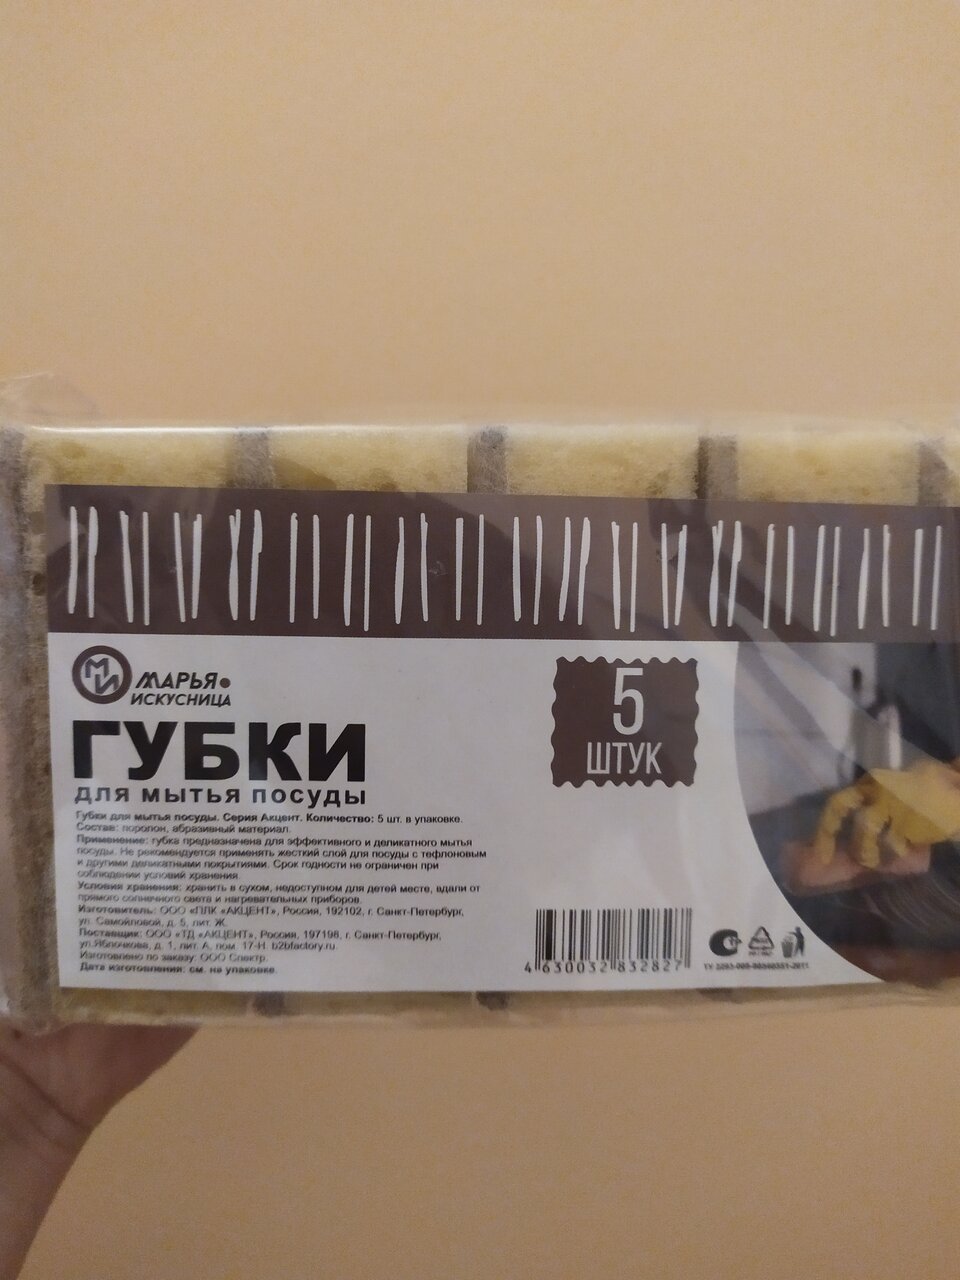 МИ
МАРЬЯ
ИСКУСНИЦА
ГУБКИ
для мытья посуды
5
ШТУК
Губки для мытья посуды. Серия Акцент. Количество: 5 шт. в упаковке.
Состав: поролон, абразивный материал.
Применение: губка предназначена для эффективного и деликатного мытья
посуды. Не рекомендуется применять жесткий слой для посуды с тефлоновым
и другими деликатными покрытиями. Срок годности не ограничен при
соблюдении условий хранения.
Условия хранения: хранить в сухом, недоступном для детей месте, вдали от
прямого солнечного света и нагревательных приборов.
Изготовитель: ООО «ПЛК «АКЦЕНТ», Россия, 192102, г. Санкт-Петербург,
ул. Самойловой, д. 5, лит. Ж.
Поставщик: ООО «ТД «АКЦЕНТ», Россия, 197198, г. Санкт-Петербург,
ул.Яблочкова, д. 1, лит. А, пом. 17-Н. b2bfactory.ru
Изготовлено по заказу: ООО Спектр.
Дата изготовления: см. на упаковке.
4 630032 832827